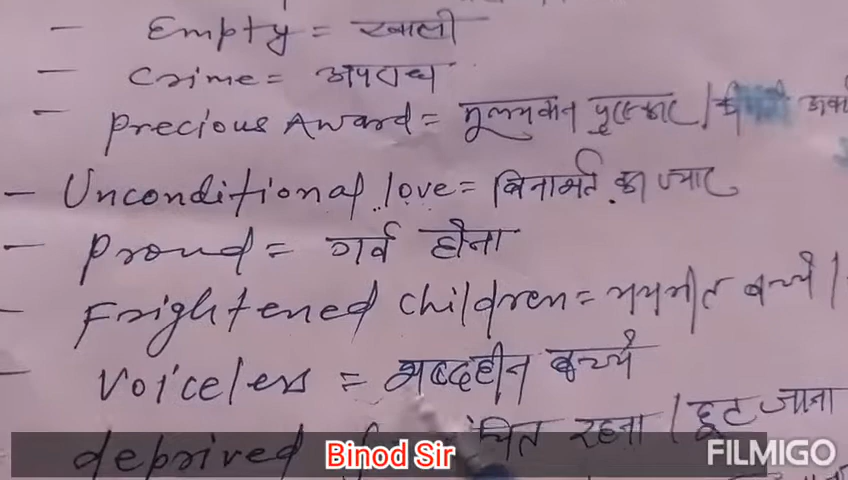 - Empty = खाली
- Crime = अपराध
- Precious Award = मूल्यवान पुरस्कार /
- Unconditional love = बिनाशर्त का प्यार
- Proud = गर्व होना
- Frightened children = भयभीत बच्चे /
- Voiceless = शब्दहीन बच्चे
deprived रहना / छूट जाना
Binod Sir
FILMIGO